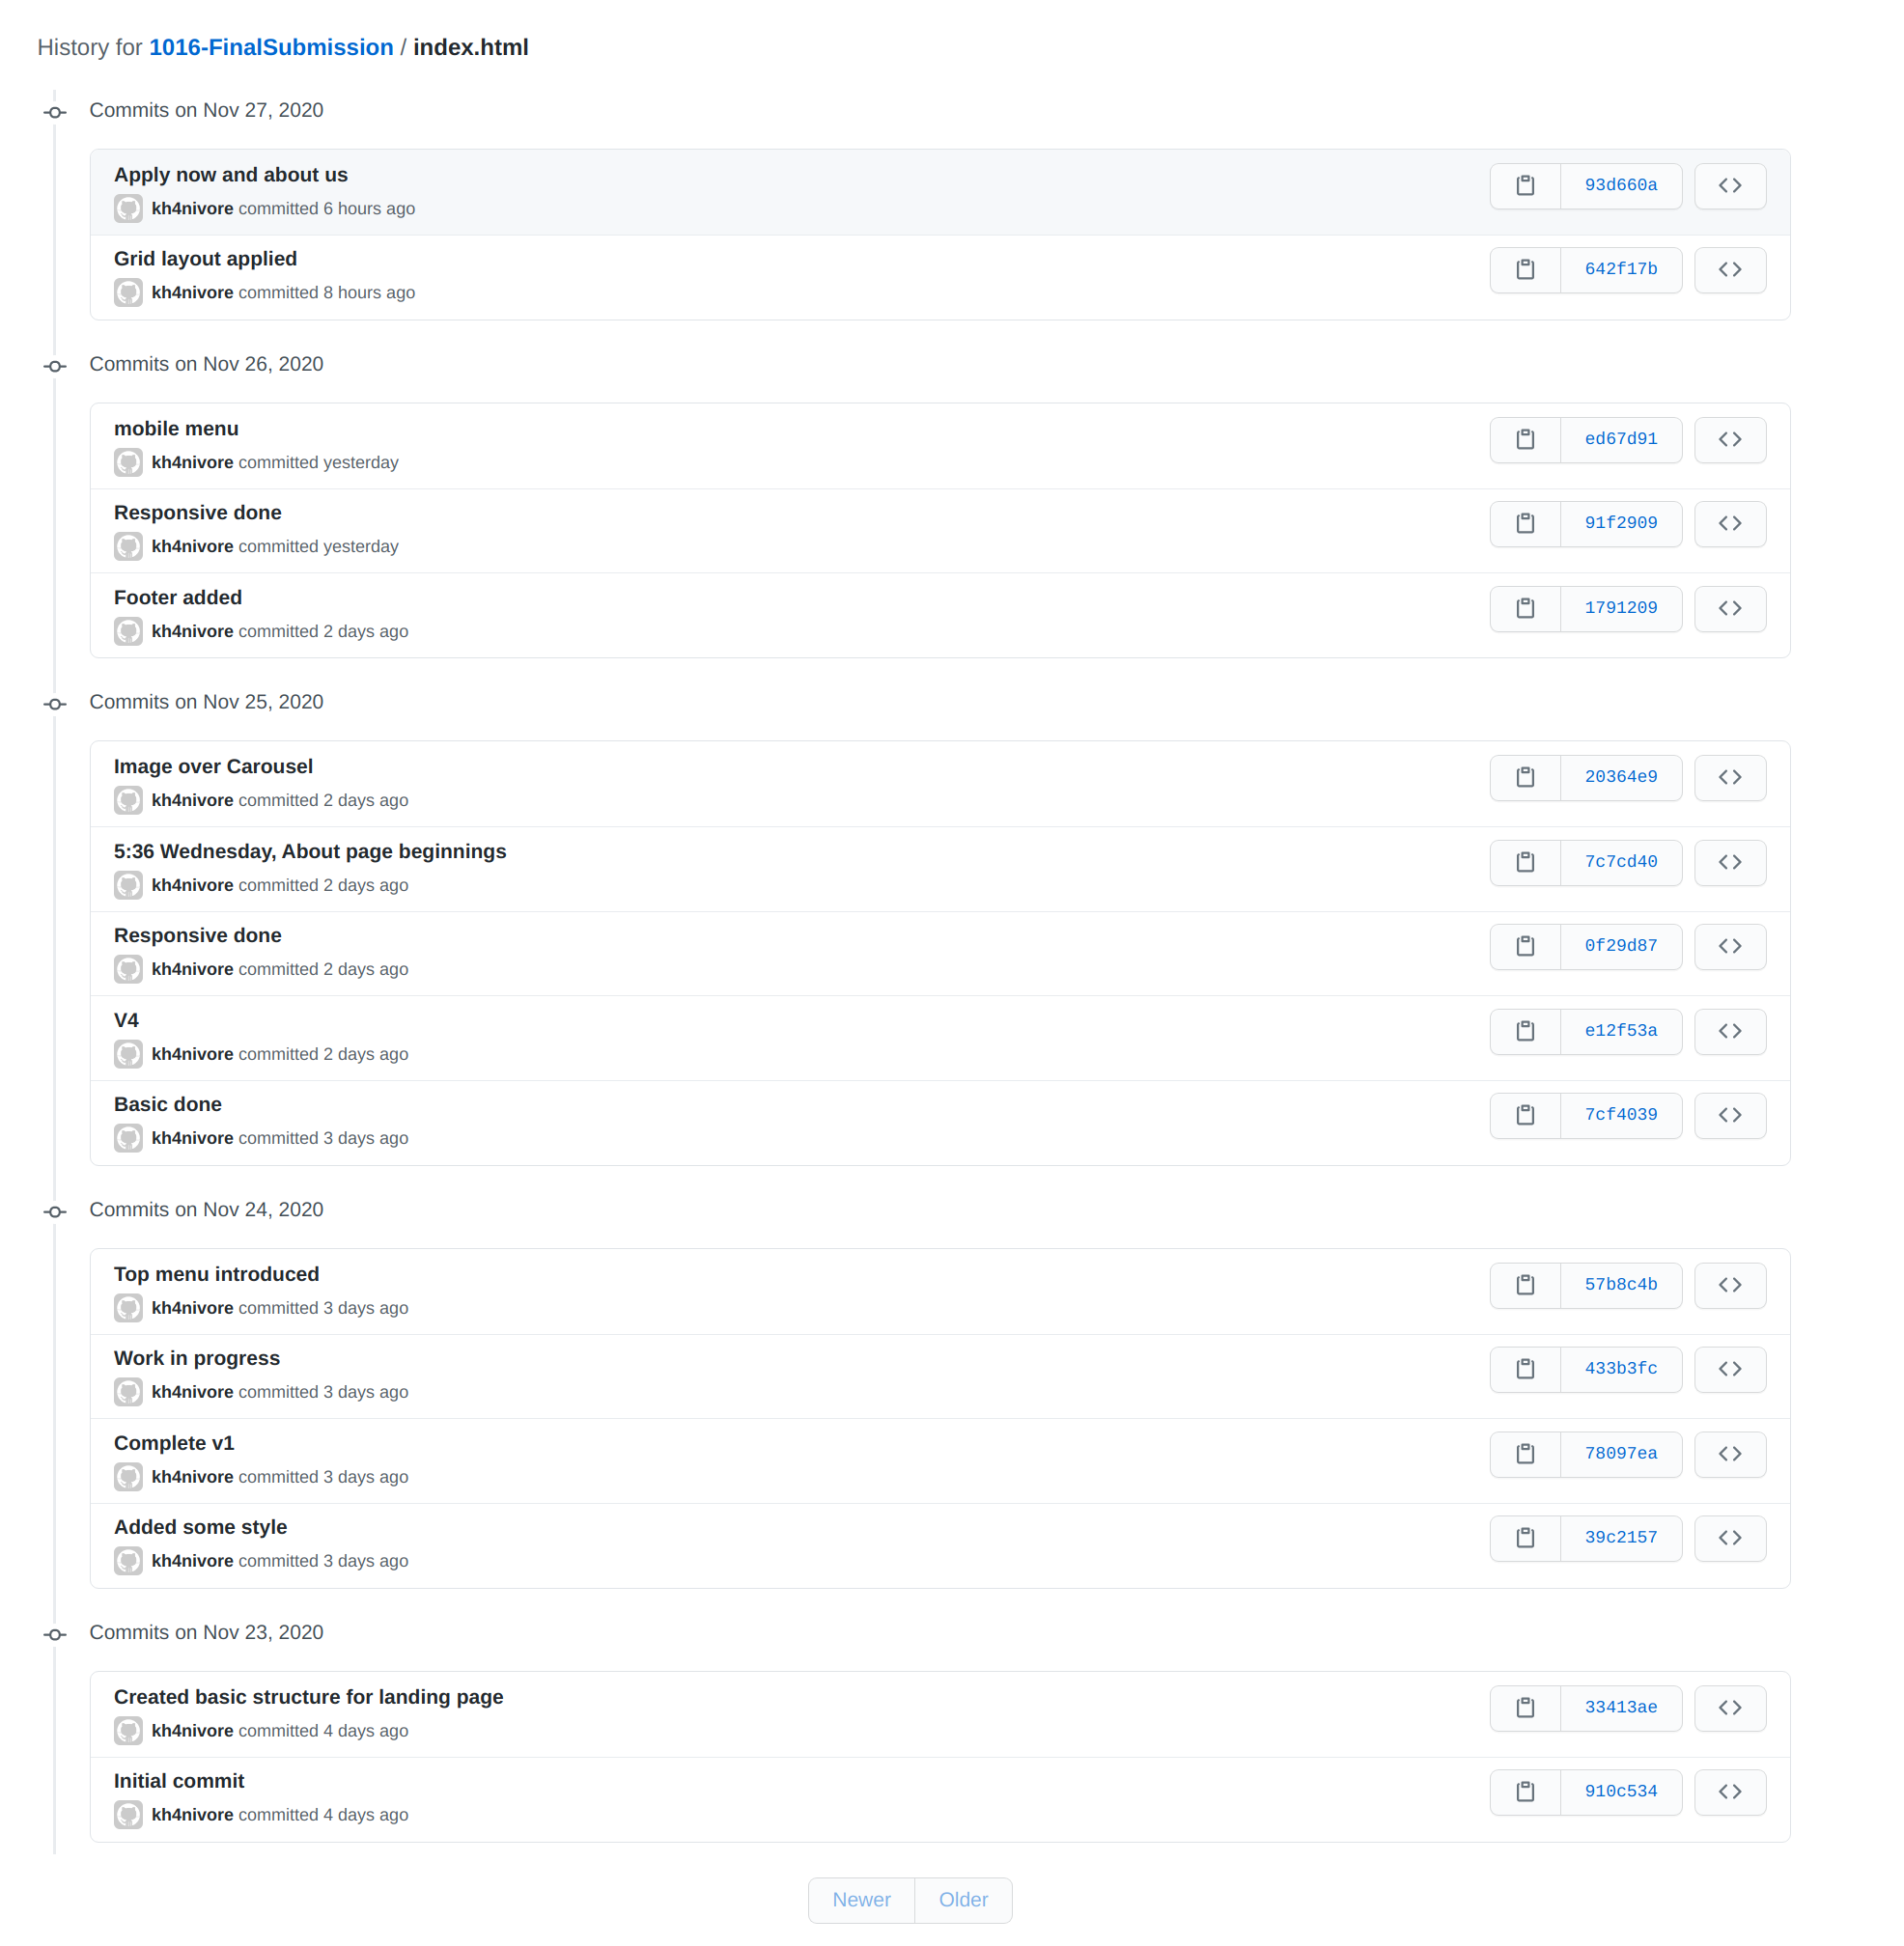 History for 1016-FinalSubmission / index.html
Commits on Nov 27, 2020
Apply now and about us
93d660a
kh4nivore committed 6 hours ago
Grid layout applied
642f17b
kh4nivore committed 8 hours ago
Commits on Nov 26, 2020
mobile menu
ed67d91
kh4nivore committed yesterday
Responsive done
91f2909
kh4nivore committed yesterday
Footer added
1791209
kh4nivore committed 2 days ago
Commits on Nov 25, 2020
Image over Carousel
20364e9
kh4nivore committed 2 days ago
5:36 Wednesday, About page beginnings
7c7cd40
kh4nivore committed 2 days ago
Responsive done
0f29d87
kh4nivore committed 2 days ago
V4
e12f53a
kh4nivore committed 2 days ago
Basic done
7cf4039
kh4nivore committed 3 days ago
Commits on Nov 24, 2020
Top menu introduced
57b8c4b
kh4nivore committed 3 days ago
Work in progress
433b3fc
kh4nivore committed 3 days ago
Complete v1
78097ea
kh4nivore committed 3 days ago
Added some style
39c2157
kh4nivore committed 3 days ago
Commits on Nov 23, 2020
Created basic structure for landing page
33413ae
kh4nivore committed 4 days ago
Initial commit
910c534
kh4nivore committed 4 days ago
Newer Older